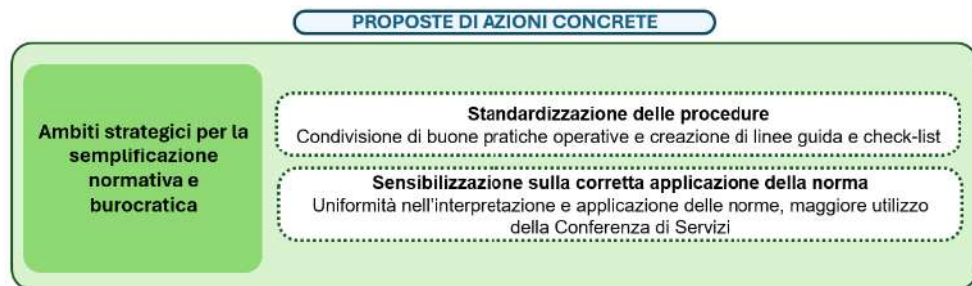 PROPOSTE DI AZIONI CONCRETE
Ambiti strategici per la
semplificazione
normativa e
burocratica
Standardizzazione delle procedure
Condivisione di buone pratiche operative e creazione di linee guida e check-list
Sensibilizzazione sulla corretta applicazione della norma
Uniformità nell'interpretazione e applicazione delle norme, maggiore utilizzo
della Conferenza di Servizi